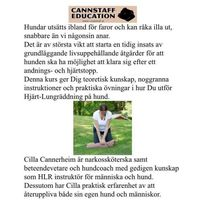 CANNSTAFF
EDUCATION
Hundar utsätts ibland för faror och kan råka illa ut,
snabbare än vi någonsin anar.
Det är av största vikt att starta en tidig insats av
grundläggande livsuppehållande åtgärder för att
hunden ska ha möjlighet att klara sig efter ett
andnings- och hjärtstopp.
Denna kurs ger Dig teoretisk kunskap, noggranna
instruktioner och praktiska övningar i hur Du utför
Hjärt-Lungräddning på hund.
Cilla Cannerheim är narkossköterska samt
beteendevetare och hundcoach med gedigen kunskap
som HLR instruktör för människa och hund.
Dessutom har Cilla praktisk erfarenhet av att
återuppliva både sin egen hund och människor.